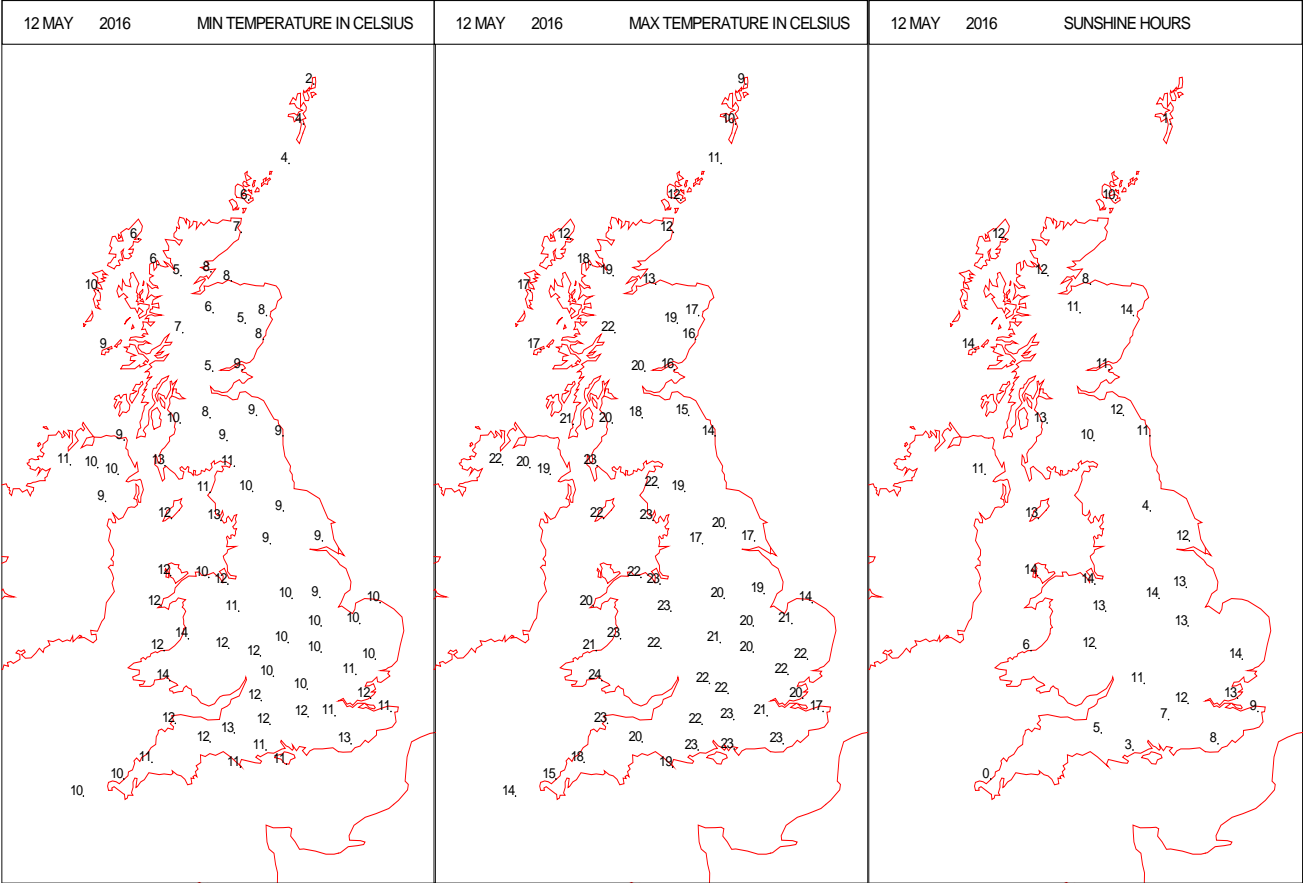 12 MAY 2016 MIN TEMPERATURE IN CELSIUS
2.
4.
4.
6.
7.
6.
6. 5. 8. 8.
10.
6. 5. 8.
7. 8.
9.
5. 9.
10. 8. 9.
9. 9. 9.
11. 10. 10. 13. 11.
9. 11. 10.
12. 13. 9.
9. 9.
12. 10. 12.
12. 11. 10. 9. 10.
10. 10.
12. 14. 12. 12. 10. 10. 10.
14. 10. 10. 11.
12. 12. 11.
12. 13. 12. 12. 11.
12. 11. 13.
11. 11. 11.
10.
10.
12 MAY 2016 MAX TEMPERATURE IN CELSIUS
9.
10.
11.
12.
12. 12.
18. 19. 13.
17.
22. 19. 17.
17. 16.
20. 16.
21. 20. 18. 15.
14.
22. 20. 19. 23.
22. 19.
22. 23. 20.
17. 17.
22. 23.
20. 23. 20. 19. 14.
20. 21.
21. 23. 22. 21. 20. 22.
24. 22. 22. 22.
20. 17.
23. 22. 23. 21.
20. 23. 23. 23.
18. 19.
15.
14.
12 MAY 2016 SUNSHINE HOURS
1.
10.
12.
12. 8.
11. 14.
14.
11.
13. 12.
10. 11.
11.
13. 4.
12.
14. 14. 13.
13. 14.
13.
6. 12. 14.
11.
12. 13.
7. 9.
5. 3. 8.
0.